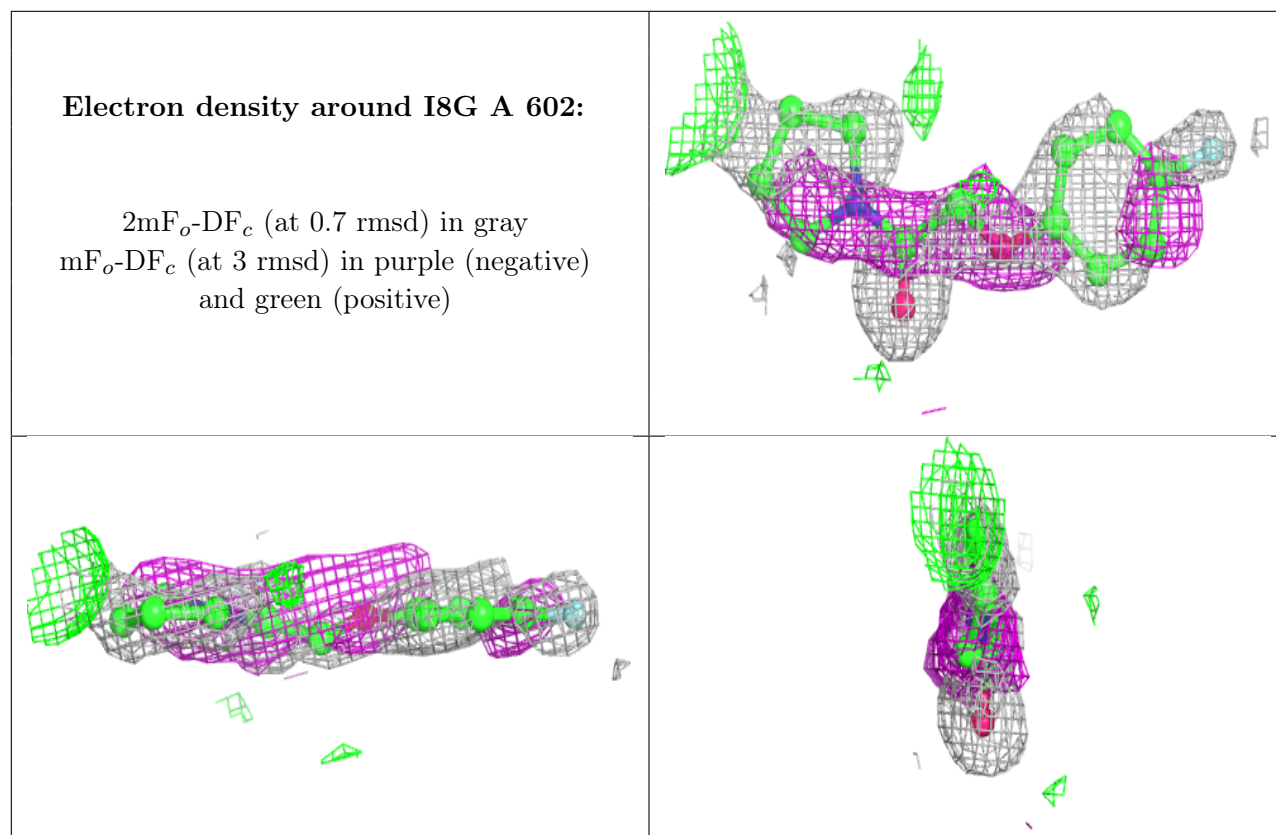 Electron density around I8G A 602:
2mFo-DFc (at 0.7 rmsd) in gray
mFo-DFc (at 3 rmsd) in purple (negative)
and green (positive)